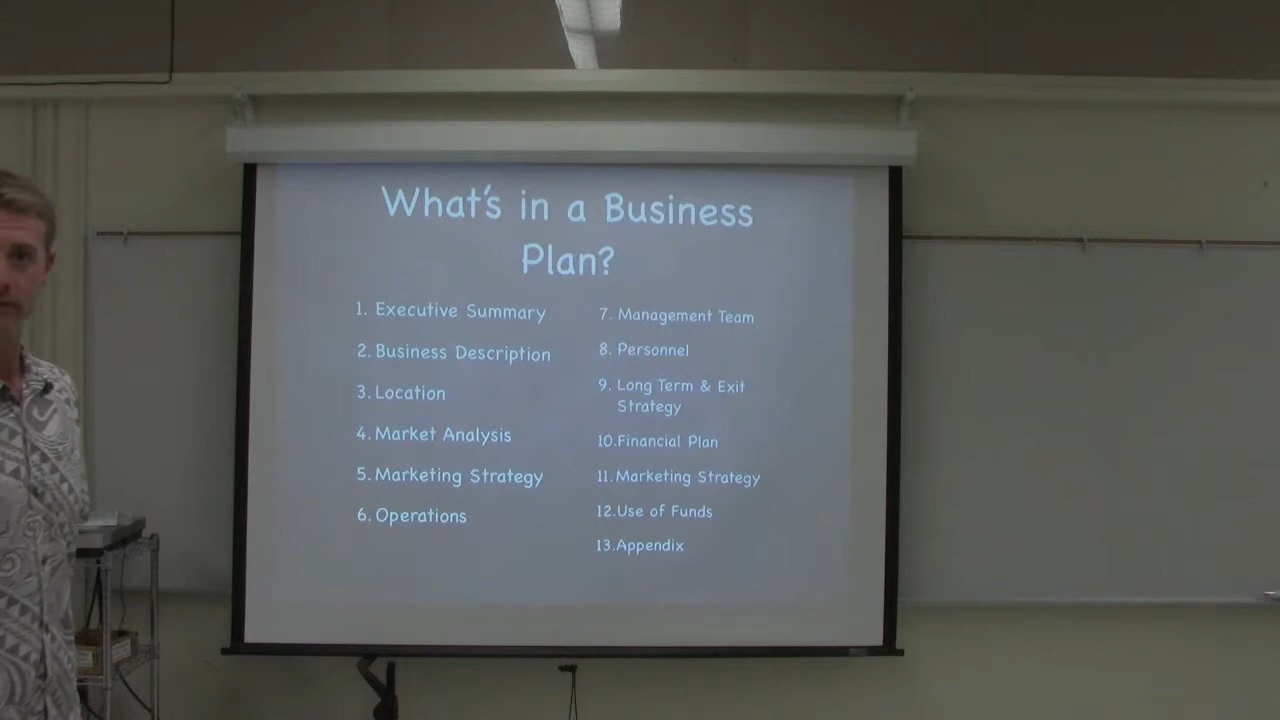 What's in a Business
Plan?
1. Executive Summary
2. Business Description
3. Location
4. Market Analysis
5. Marketing Strategy
6. Operations
7. Management Team
8. Personnel
9. Long Term & Exit
Strategy
10.Financial Plan
11. Marketing Strategy
12.Use of Funds
13.Appendix